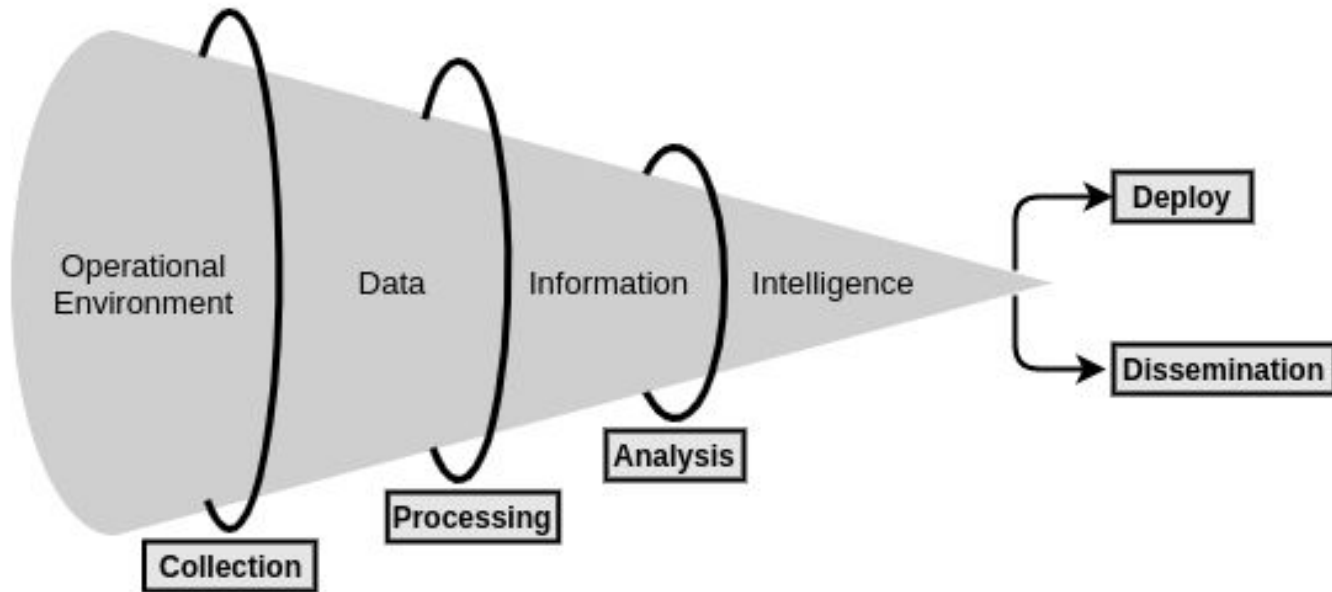 Operational
Environment
Data
Information
Intelligence
Deploy
Dissemination
Analysis
Processing
Collection